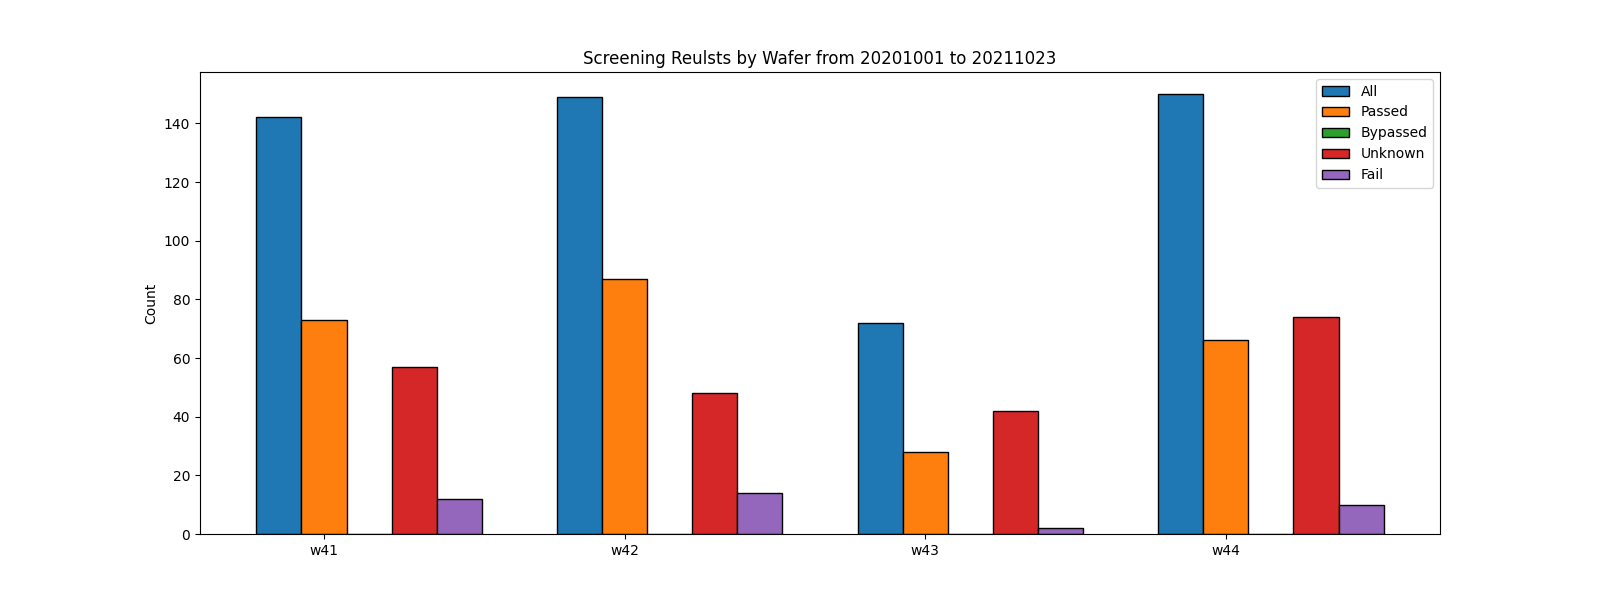 Screening Reulsts by Wafer from 20201001 to 20211023
All
Passed
Bypassed
Unknown
Fail
Count
140
120
100
80
60
40
20
0
w41 w42 w43 w44